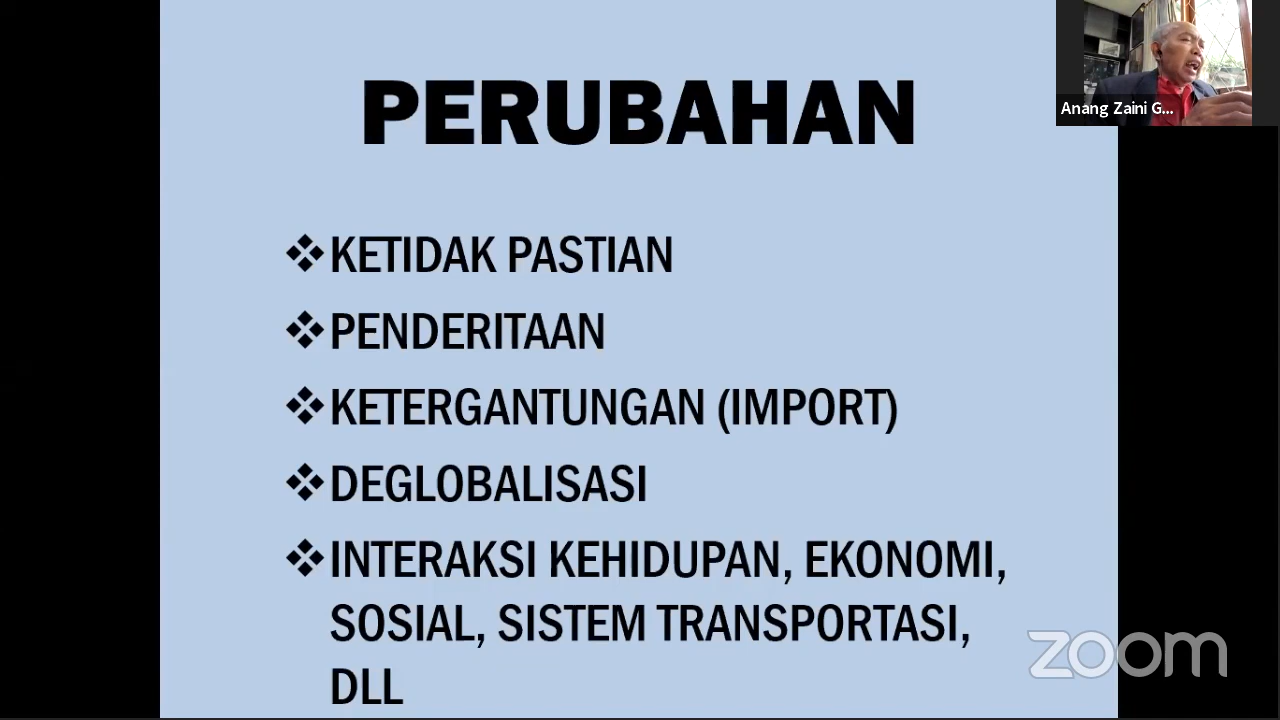 PERUBAHAN
Anang Zaini G...
❖KETIDAK PASTIAN
❖PENDERITAAN
❖KETERGANTUNGAN (IMPORT)
❖DEGLOBALISASI
❖INTERAKSI KEHIDUPAN, EKONOMI,
SOSIAL, SISTEM TRANSPORTASI,
DLL
zoom